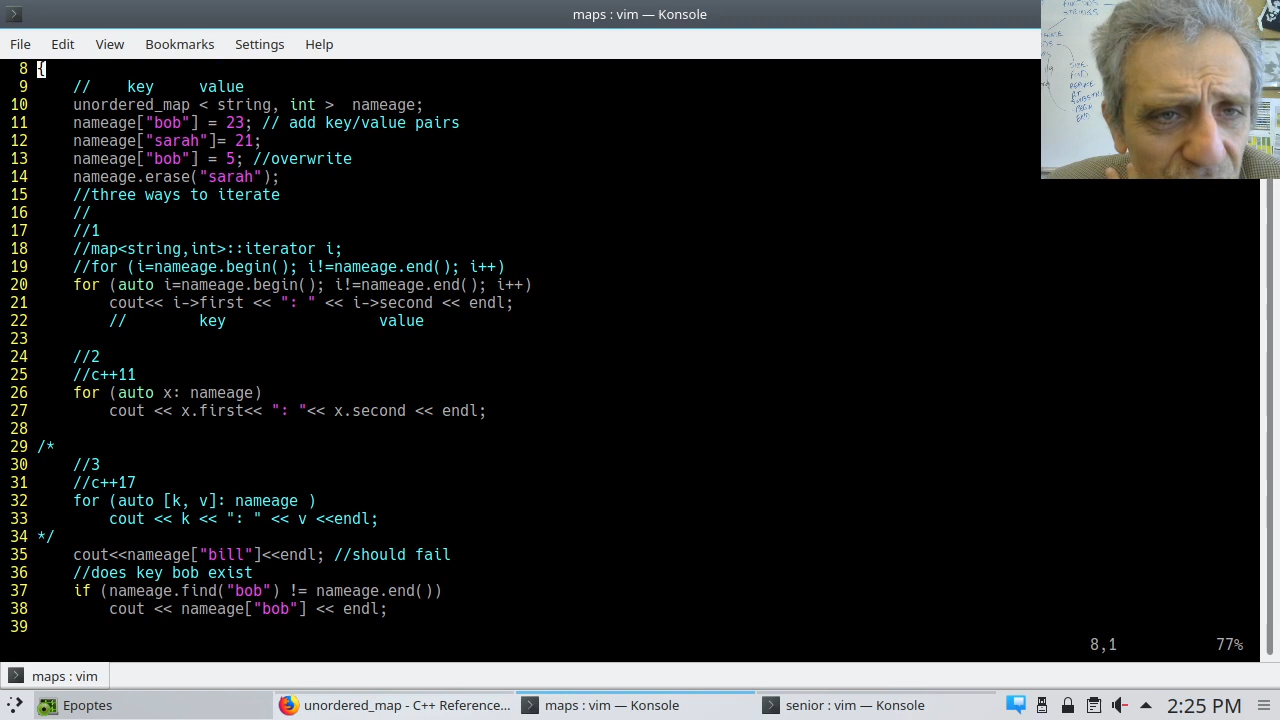 maps : vim — Konsole
File Edit View Bookmarks Settings Help
8 {
9     //    key     value
10     unordered_map < string, int >  nameage;
11     nameage["bob"] = 23; // add key/value pairs
12     nameage["sarah"]= 21;
13     nameage["bob"] = 5; //overwrite
14     nameage.erase("sarah");
15     //three ways to iterate
16     //
17     //1
18     //map<string,int>::iterator i;
19     //for (i=nameage.begin(); i!=nameage.end(); i++)
20     for (auto i=nameage.begin(); i!=nameage.end(); i++)
21         cout<< i->first << ": " << i->second << endl;
22         //        key                 value
23
24     //2
25     //c++11
26     for (auto x: nameage)
27         cout << x.first<< ": "<< x.second << endl;
28
29 /*
30     //3
31     //c++17
32     for (auto [k, v]: nameage )
33         cout << k << ": " << v <<endl;
34 */
35     cout<<nameage["bill"]<<endl; //should fail
36     //does key bob exist
37     if (nameage.find("bob") != nameage.end())
38         cout << nameage["bob"] << endl;
39
8,1 77%
maps : vim
Epoptes unordered_map - C++ Reference... maps : vim — Konsole senior : vim — Konsole 2:25 PM
SIZE
FIND
BEGIN
END